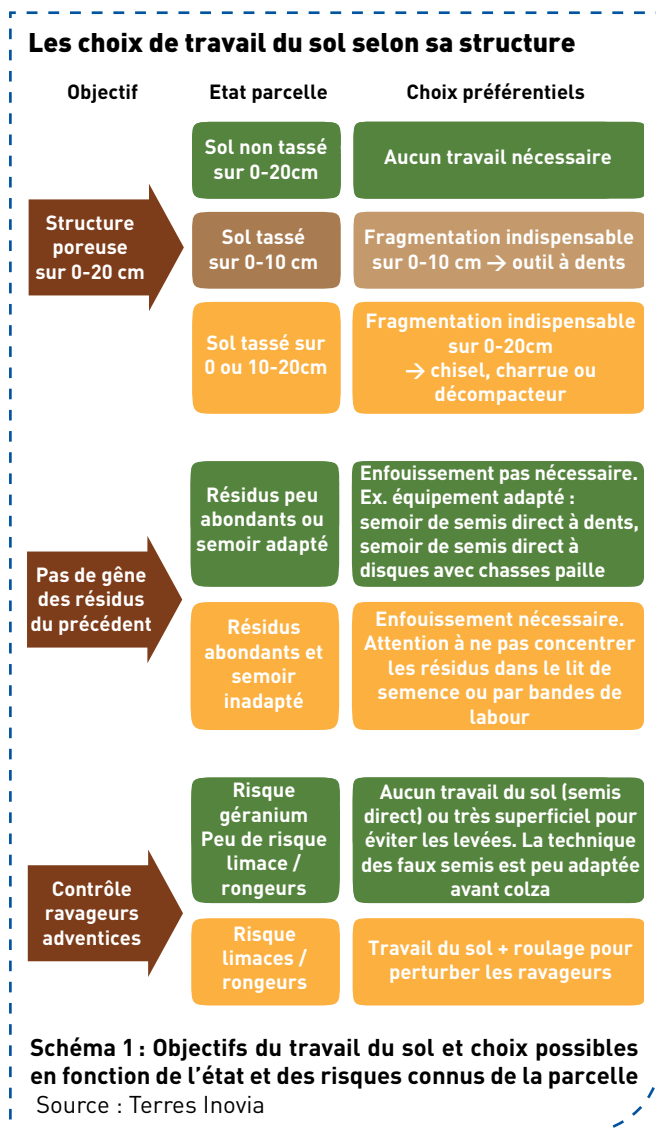 Les choix de travail du sol selon sa structure
Objectif
Etat parcelle
Choix préférentiels
Structure
poreuse
sur 0-20 cm
Sol non tassé
sur 0-20cm
Aucun travail nécessaire
Sol tassé
sur 0-10 cm
Fragmentation indispensable
sur 0-10 cm → outil à dents
Sol tassé sur
0 ou 10-20cm
Fragmentation indispensable
sur 0-20cm
→ chisel, charrue ou
décompacteur
Pas de gêne
des résidus
du précédent
Résidus peu
abondants ou
semoir adapté
Enfouissement pas nécessaire.
Ex. équipement adapté :
semoir de semis direct à dents,
semoir de semis direct à
disques avec chasses paille
Résidus
abondants et
semoir
inadapté
Enfouissement nécessaire.
Attention à ne pas concentrer
les résidus dans le lit de
semence ou par bandes de
labour
Contrôle
ravageurs
adventices
Risque
géranium
Peu de risque
limace /
rongeurs
Aucun travail du sol (semis
direct) ou très superficiel pour
éviter les levées. La technique
des faux semis est peu adaptée
avant colza
Risque
limaces /
rongeurs
Travail du sol + roulage pour
perturber les ravageurs
Schéma 1 : Objectifs du travail du sol et choix possibles
en fonction de l'état et des risques connus de la parcelle
Source : Terres Inovia